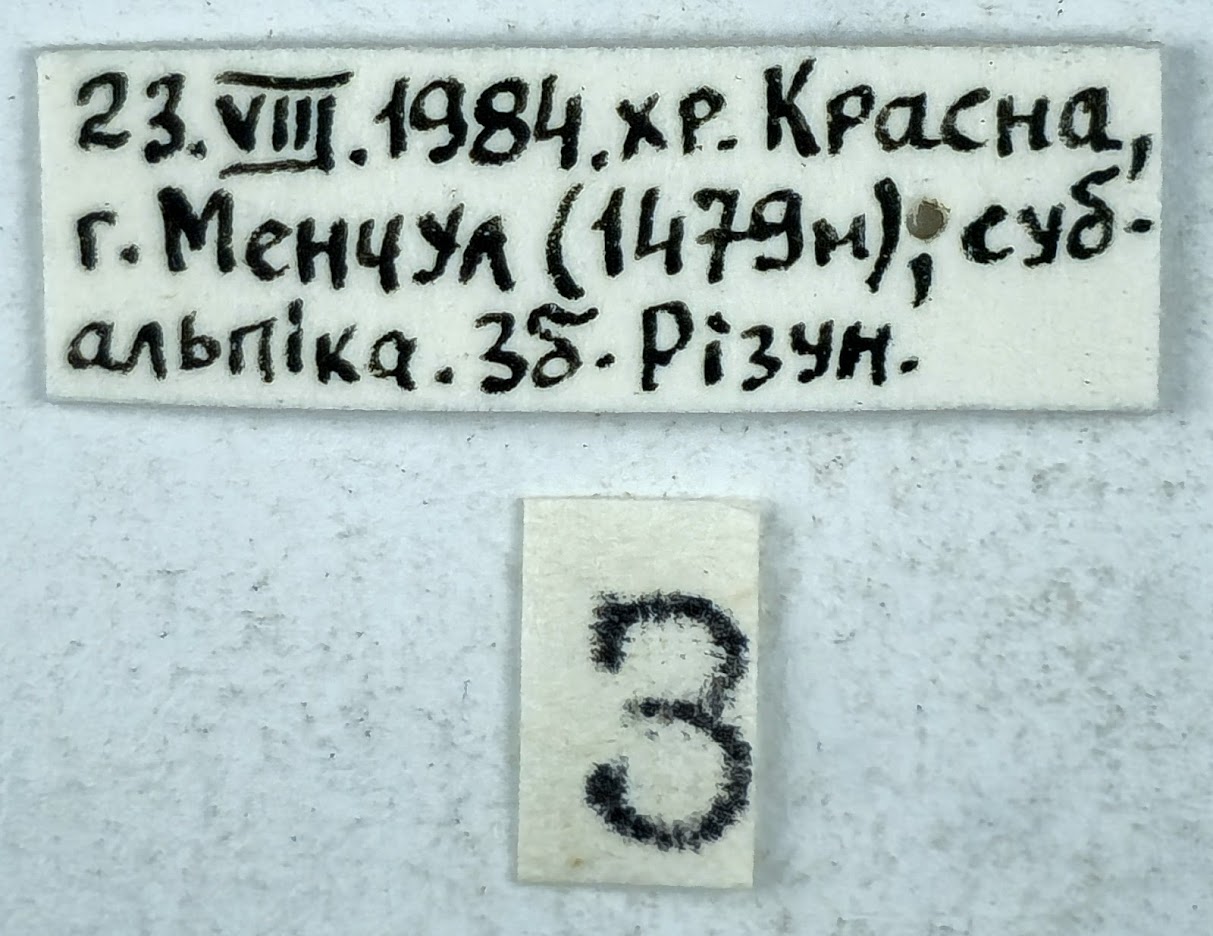 23.VIII.1984. хр. Красна,
г. Менчул (1479м); суб-
альпіка. Зб. Різун.
3